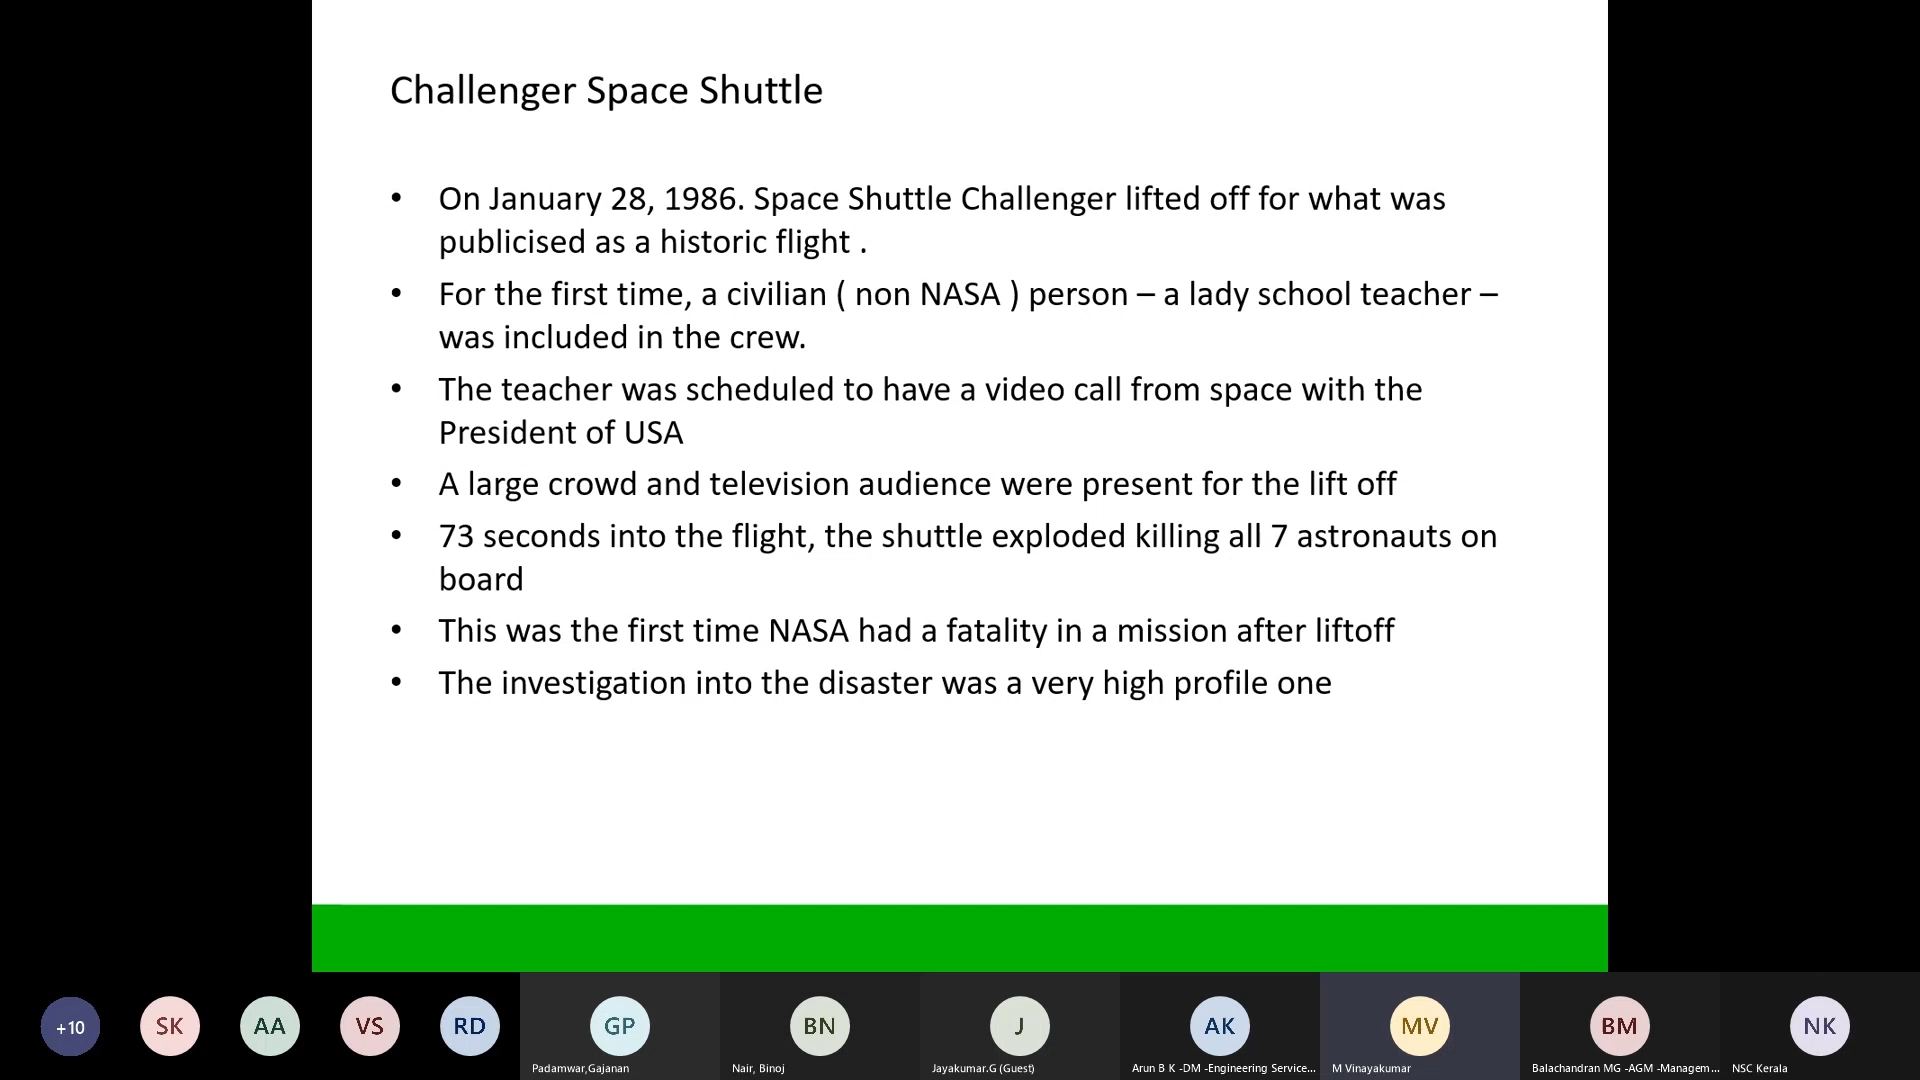 Challenger Space Shuttle
• On January 28, 1986. Space Shuttle Challenger lifted off for what was
publicised as a historic flight .
• For the first time, a civilian ( non NASA ) person – a lady school teacher –
was included in the crew.
• The teacher was scheduled to have a video call from space with the
President of USA
• A large crowd and television audience were present for the lift off
• 73 seconds into the flight, the shuttle exploded killing all 7 astronauts on
board
• This was the first time NASA had a fatality in a mission after liftoff
• The investigation into the disaster was a very high profile one
+10 SK AA VS RD GP BN J AK MV BM NK
Padamwar,Gajanan Nair, Binoj Jayakumar.G (Guest) Arun B K -DM -Engineering Service... M Vinayakumar Balachandran MG -AGM -Managem... NSC Kerala